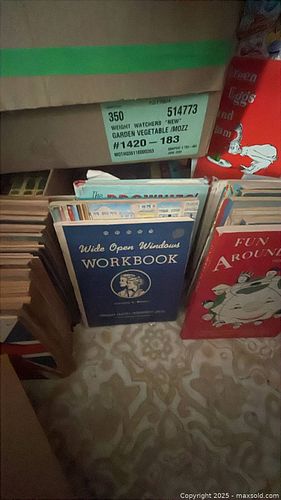 350
514773
WEIGHT WATCHERS "NEW"
GARDEN VEGETABLE/MOZZ
#1420 - 183
Green
Eggs
and
Ham
The
Wide Open Windows
WORKBOOK
FUN
AROUND
Copyright 2025 - maxsold.com